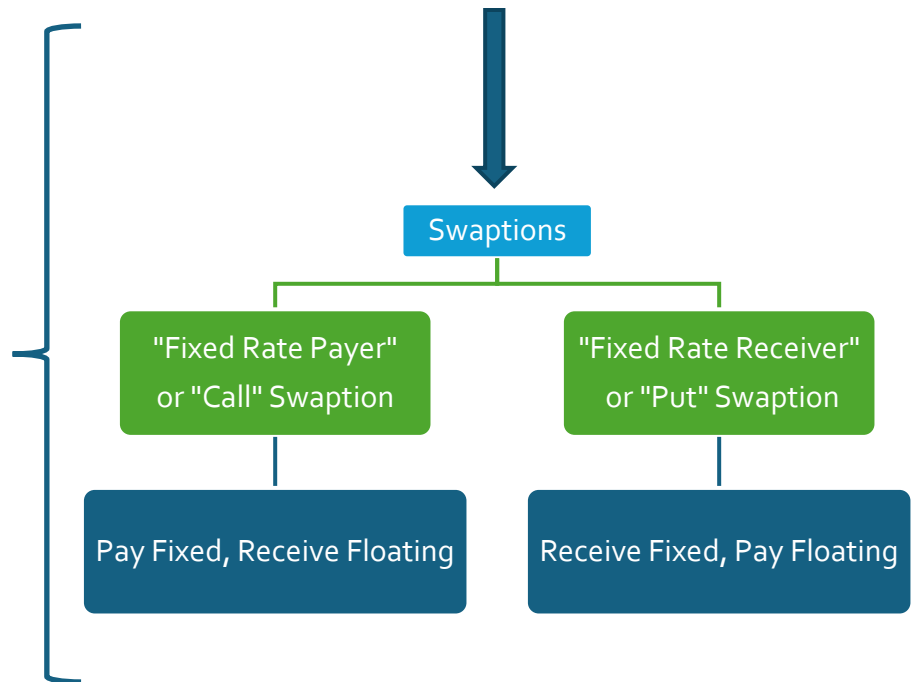 Swaptions
"Fixed Rate Payer"
or "Call" Swaption
"Fixed Rate Receiver"
or "Put" Swaption
Pay Fixed, Receive Floating
Receive Fixed, Pay Floating